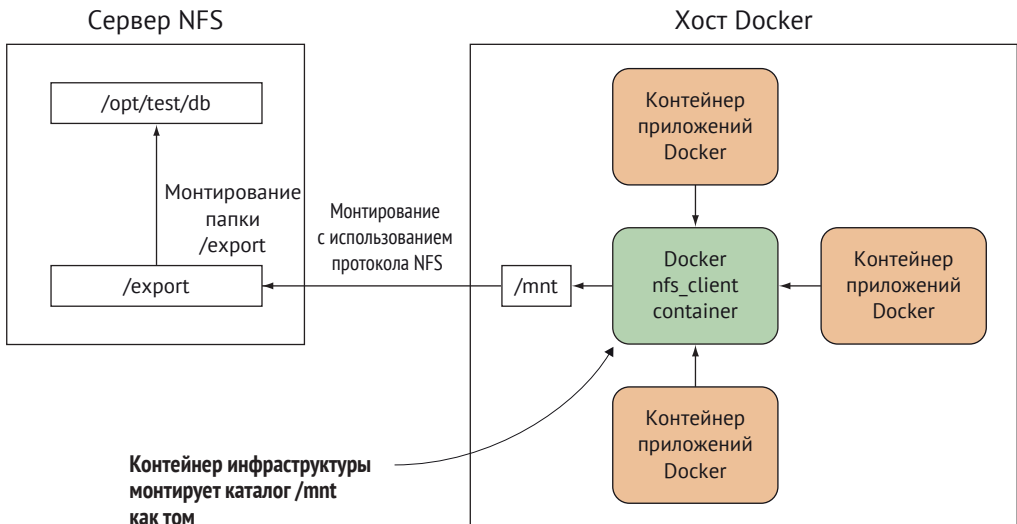 Сервер NFS
Хост Docker
/opt/test/db
Монтирование
папки
/export
/export
Монтирование
с использованием
протокола NFS
/mnt
Контейнер
приложений
Docker
Docker
nfs_client
container
Контейнер
приложений
Docker
Контейнер
приложений
Docker
Контейнер инфраструктуры
монтирует каталог /mnt
как том